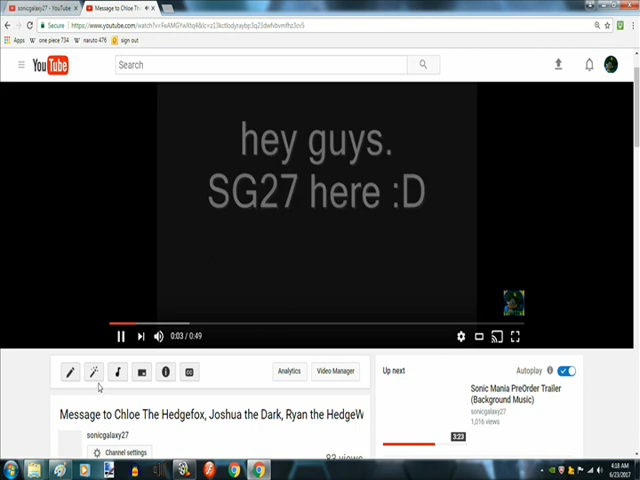 sonicgalaxy27 - YouTube
Message to Chloe The
Secure
Apps
one piece 734
naruto 476
sign out
YouTube
Search
hey guys.
SG27 here :D
0:03 / 0:49
Analytics
Video Manager
Up next
Autoplay
Message to Chloe The Hedgefox, Joshua the Dark, Ryan the HedgeW
sonicgalaxy27
Channel settings
83 views
Sonic Mania PreOrder Trailer
(Background Music)
sonicgalaxy27
1,016 views
3:23
4:18 AM
6/23/2017